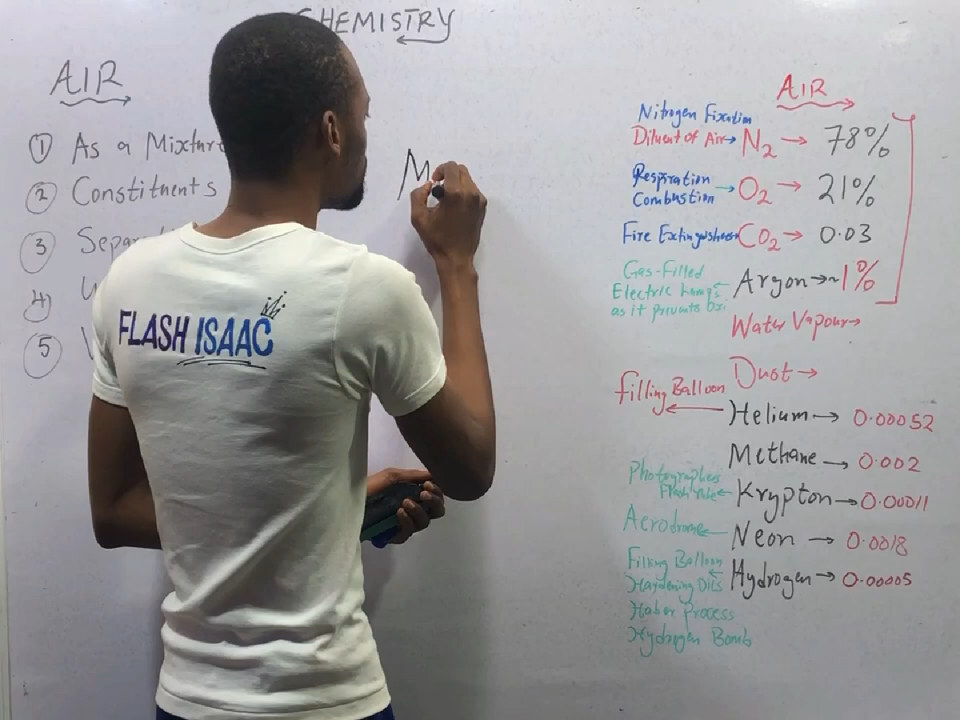 CHEMISTRY
AIR
① As a Mixture
② Constituents
③ Separ
④
⑤
M
FLASH ISAAC
AIR
Nitrogen Fixation
Diluent of Air → N₂ → 78%
Respiration
Combustion → O₂ → 21%
Fire Extinguishers → CO₂ → 0.03
Gas-Filled
Electric Lamps ← Argon → ~1%
as it prevents Ox.
Water Vapour →
Dust →
filling Balloon ← Helium → 0.00052
Methane → 0.002
Photographers
Flash tube ← Krypton → 0.00011
Aerodrome ← Neon → 0.0018
Filling Balloon ← Hydrogen → 0.00005
Hardening Oils
Haber Process
Hydrogen Bomb